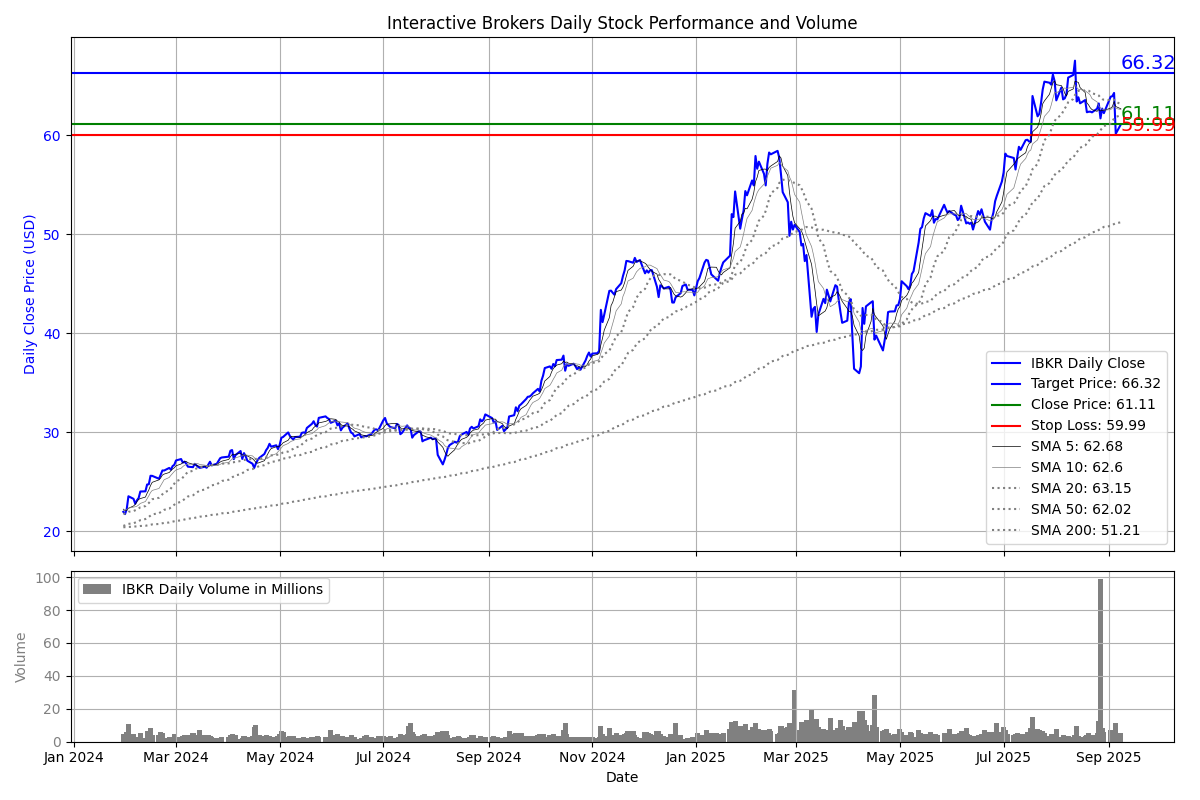 Interactive Brokers Daily Stock Performance and Volume
66.32
61.11
59.99
60
50
40
30
20
Daily Close Price (USD)
IBKR Daily Close
Target Price: 66.32
Close Price: 61.11
Stop Loss: 59.99
SMA 5: 62.68
SMA 10: 62.6
SMA 20: 63.15
SMA 50: 62.02
SMA 200: 51.21
100
80
60
40
20
0
Volume
IBKR Daily Volume in Millions
Jan 2024 Mar 2024 May 2024 Jul 2024 Sep 2024 Nov 2024 Jan 2025 Mar 2025 May 2025 Jul 2025 Sep 2025
Date